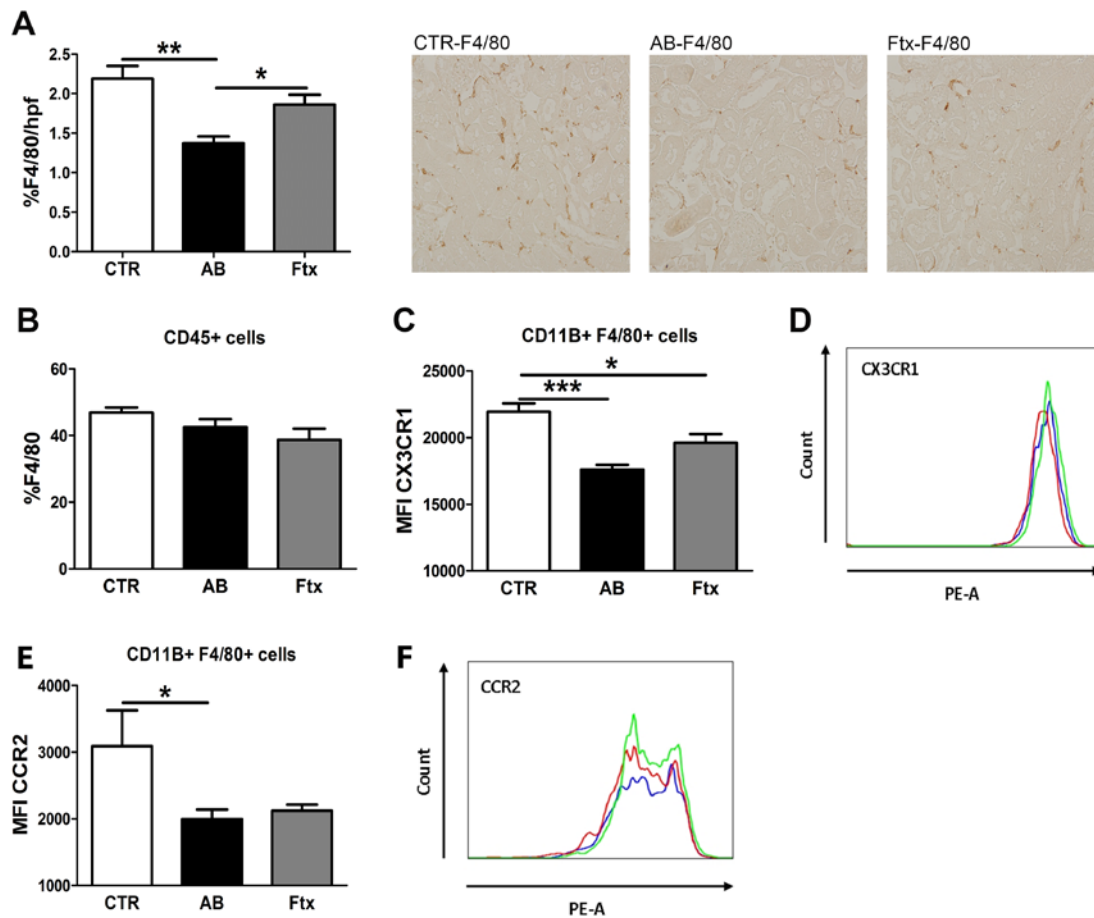 A
**
*
2.5
2.0
1.5
1.0
0.5
0.0
%F4/80/hpf
CTR AB Ftx
CTR-F4/80 AB-F4/80 Ftx-F4/80
B
CD45+ cells
60
40
20
0
%F4/80
CTR AB Ftx
C
CD11B+ F4/80+ cells
*
***
25000
20000
15000
10000
MFI CX3CR1
CTR AB Ftx
D
CX3CR1
Count
PE-A
E
CD11B+ F4/80+ cells
*
4000
3000
2000
1000
MFI CCR2
CTR AB Ftx
F
CCR2
Count
PE-A